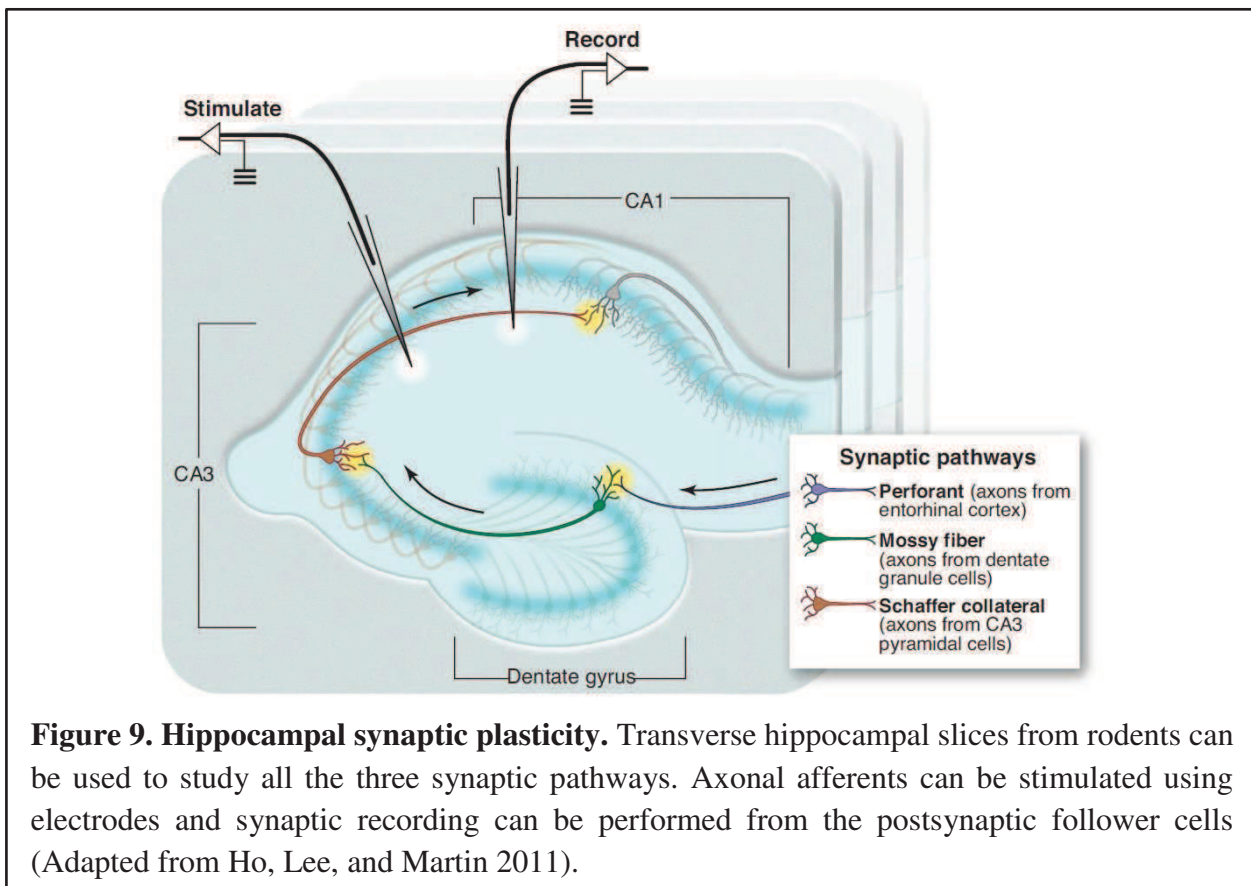 Record
Stimulate
CA1
CA3
Synaptic pathways
Perforant (axons from
entorhinal cortex)
Mossy fiber
(axons from dentate
granule cells)
Schaffer collateral
(axons from CA3
pyramidal cells)
Dentate gyrus
Figure 9. Hippocampal synaptic plasticity. Transverse hippocampal slices from rodents can
be used to study all the three synaptic pathways. Axonal afferents can be stimulated using
electrodes and synaptic recording can be performed from the postsynaptic follower cells
(Adapted from Ho, Lee, and Martin 2011).